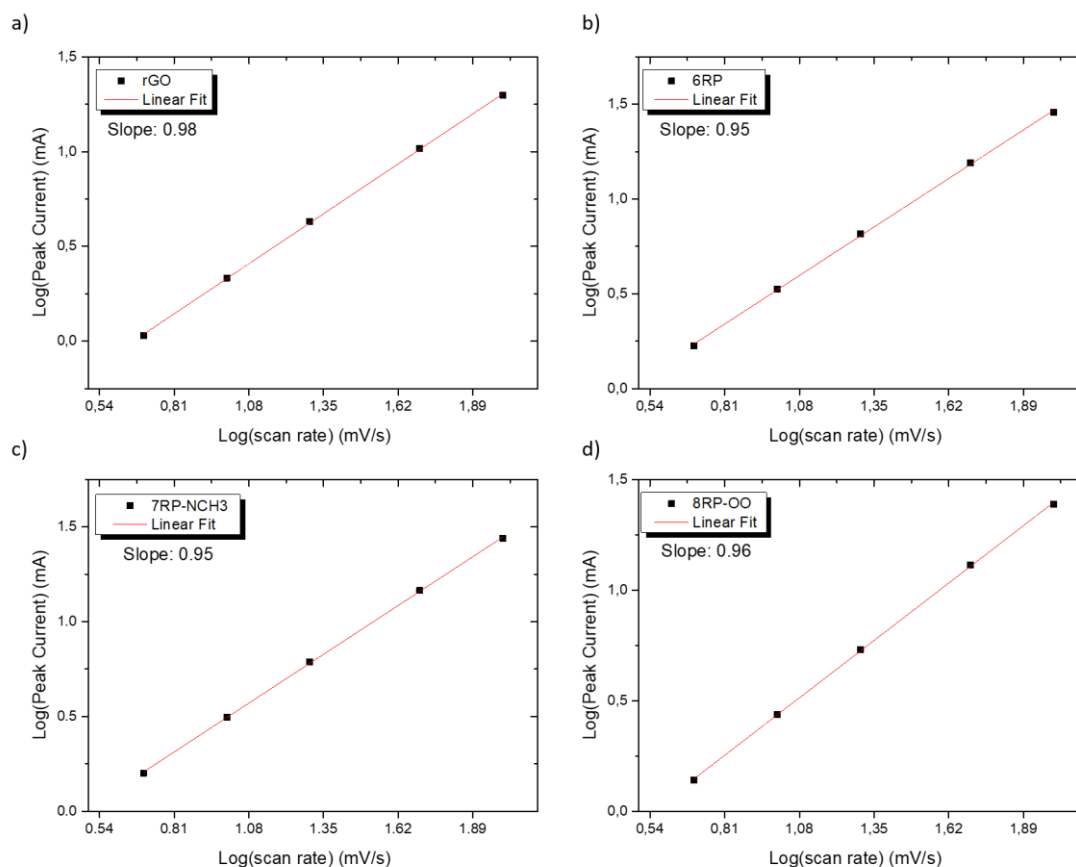 a)
1,5
1,0
0,5
0,0
rGO
Linear Fit
Slope: 0.98
Log(Peak Current) (mA)
0,54 0,81 1,08 1,35 1,62 1,89
Log(scan rate) (mV/s)
b)
1,5
1,0
0,5
0,0
6RP
Linear Fit
Slope: 0.95
Log(Peak Current) (mA)
0,54 0,81 1,08 1,35 1,62 1,89
Log(scan rate) (mV/s)
c)
1,5
1,0
0,5
0,0
7RP-NCH3
Linear Fit
Slope: 0.95
Log(Peak Current) (mA)
0,54 0,81 1,08 1,35 1,62 1,89
Log(scan rate) (mV/s)
d)
1,5
1,0
0,5
0,0
8RP-OO
Linear Fit
Slope: 0.96
Log(Peak Current) (mA)
0,54 0,81 1,08 1,35 1,62 1,89
Log(scan rate) (mV/s)